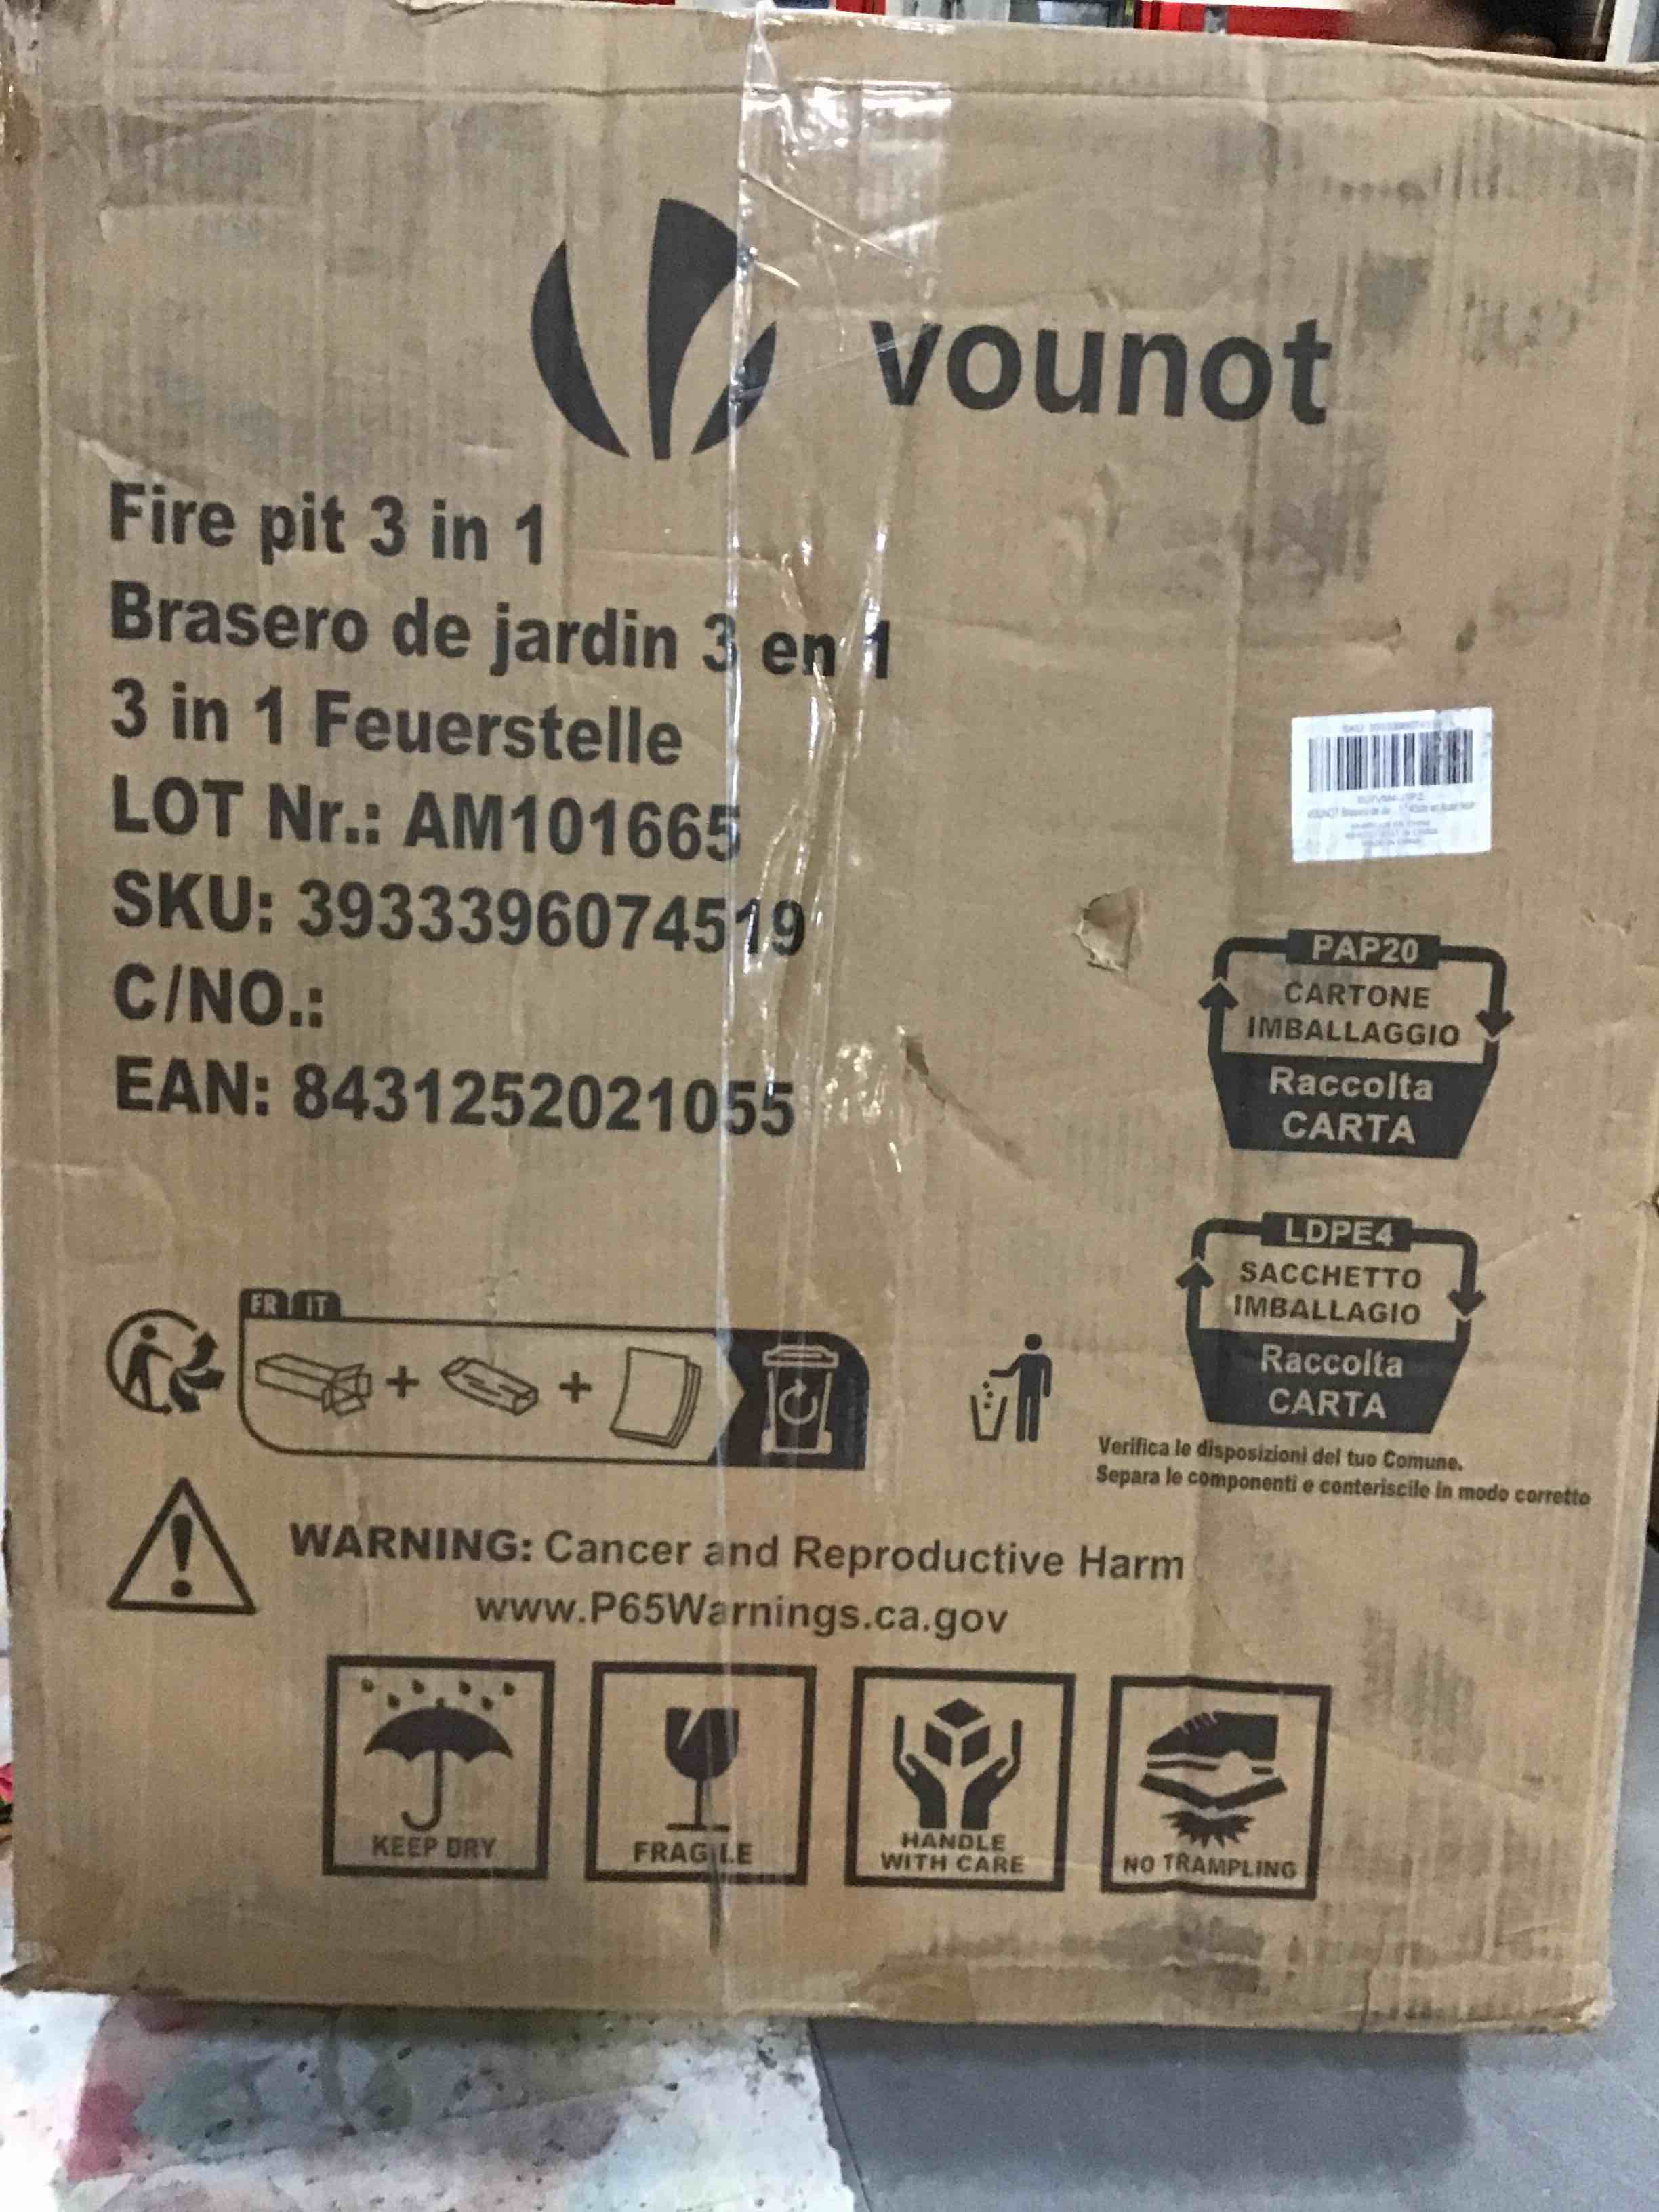 vounot
Fire pit 3 in 1
Brasero de jardin 3 en 1
3 in 1 Feuerstelle
LOT Nr.: AM101665
SKU: 3933396074519
C/NO.:
EAN: 8431252021055
PAP20
CARTONE
IMBALLAGGIO
Raccolta
CARTA
LDPE4
SACCHETTO
IMBALLAGIO
Raccolta
CARTA
FR IT
Verifica le disposizioni del tuo Comune.
Separa le componenti e conteriscile in modo corretto
WARNING: Cancer and Reproductive Harm
www.P65Warnings.ca.gov
KEEP DRY
FRAGILE
HANDLE
WITH CARE
NO TRAMPLING